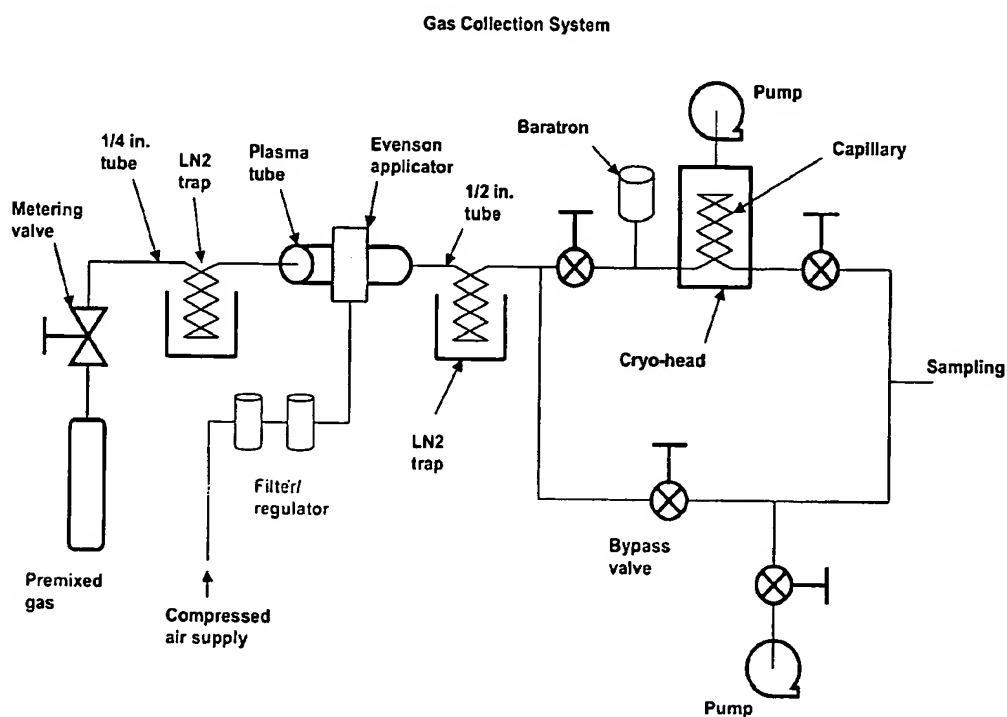 Gas Collection System
Pump
Baratron
Capillary
1/4 in.
tube
LN2
trap
Plasma
tube
Evenson
applicator
1/2 in.
tube
Metering
valve
Cryo-head
Sampling
LN2
trap
Filter/
regulator
Bypass
valve
Premixed
gas
Compressed
air supply
Pump